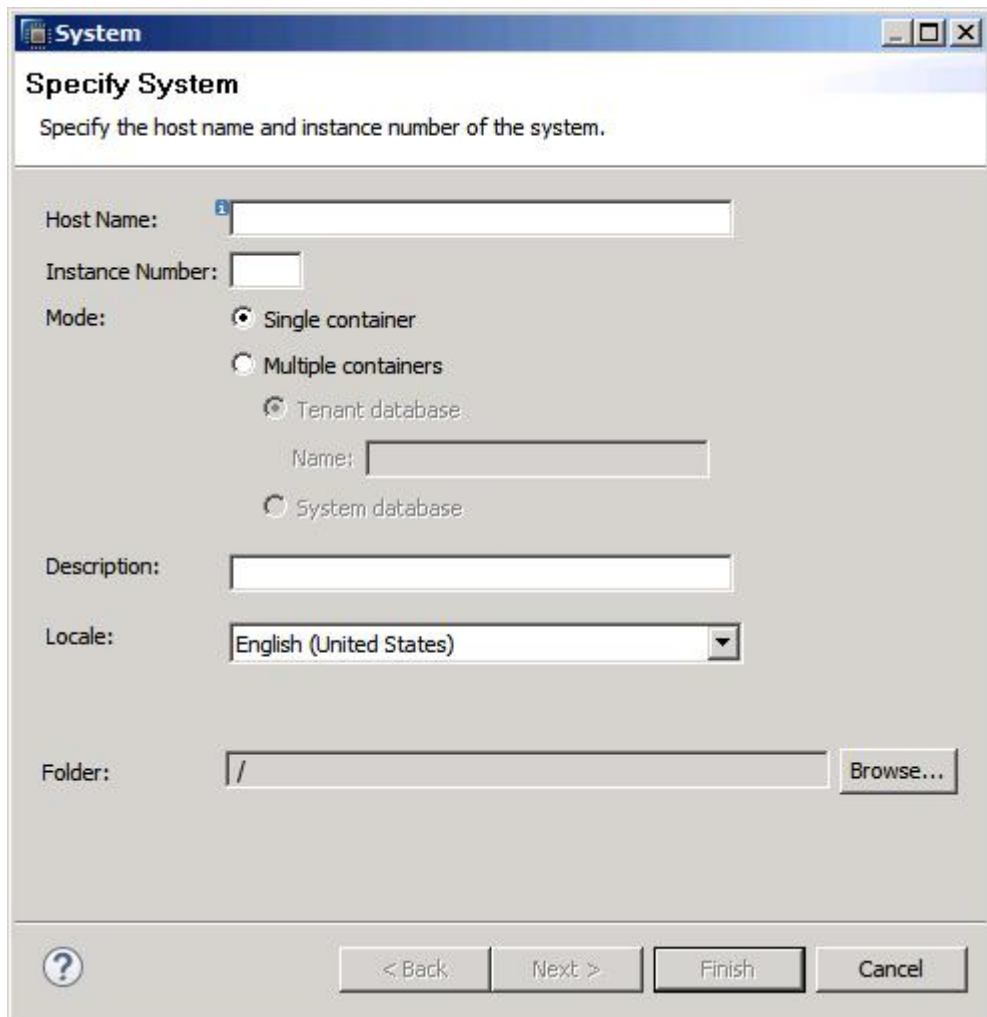 System
Specify System
Specify the host name and instance number of the system.
Host Name:
Instance Number:
Mode:
Single container
Multiple containers
Tenant database
Name:
System database
Description:
Locale:
English (United States)
Folder:
/
Browse...
?
< Back
Next >
Finish
Cancel